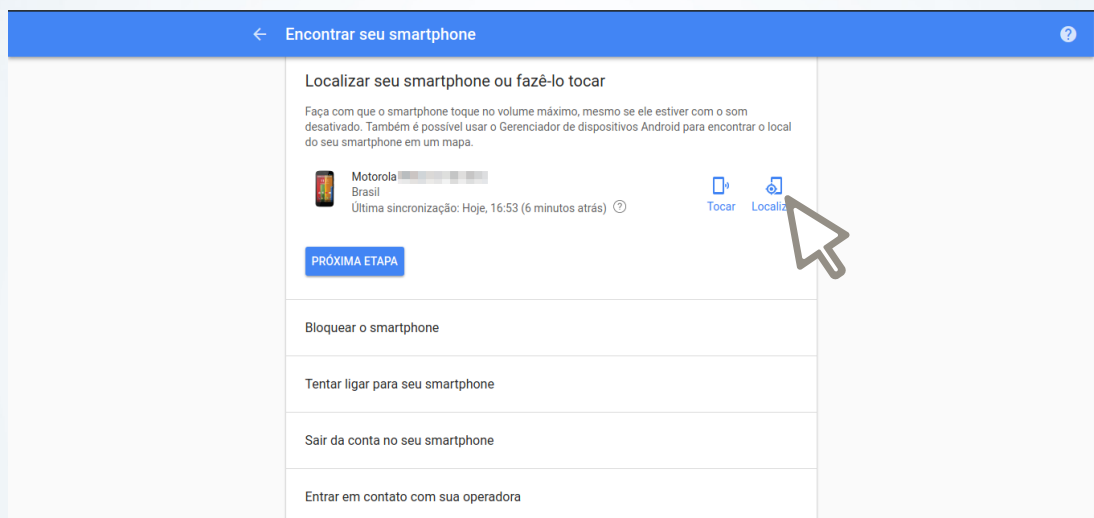 Encontrar seu smartphone
Localizar seu smartphone ou fazê-lo tocar
Faça com que o smartphone toque no volume máximo, mesmo se ele estiver com o som
desativado. Também é possível usar o Gerenciador de dispositivos Android para encontrar o local
do seu smartphone em um mapa.
Motorola
Brasil
Última sincronização: Hoje, 16:53 (6 minutos atrás) ?
Tocar
PRÓXIMA ETAPA
Bloquear o smartphone
Tentar ligar para seu smartphone
Sair da conta no seu smartphone
Entrar em contato com sua operadora